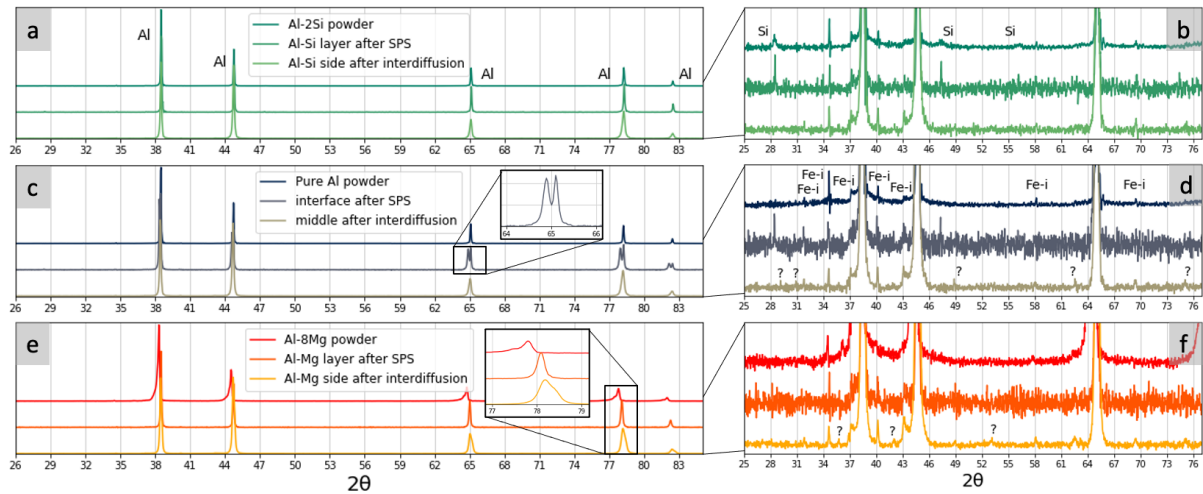 a
Al
Al
Al
Al
Al
Al-2Si powder
Al-Si layer after SPS
Al-Si side after interdiffusion
26 29 32 35 38 41 44 47 50 53 56 59 62 65 68 71 74 77 80 83
b
Si
Si
Si
25 28 31 34 37 40 43 46 49 52 55 58 61 64 67 70 73 76
c
Pure Al powder
interface after SPS
middle after interdiffusion
64 65 66
26 29 32 35 38 41 44 47 50 53 56 59 62 65 68 71 74 77 80 83
d
Fe-i Fe-i
Fe-i Fe-i Fe-i Fe-i Fe-i
? ? ? ? ?
25 28 31 34 37 40 43 46 49 52 55 58 61 64 67 70 73 76
e
Al-8Mg powder
Al-Mg layer after SPS
Al-Mg side after interdiffusion
77 78 79
26 29 32 35 38 41 44 47 50 53 56 59 62 65 68 71 74 77 80 83
2θ
f
? ? ?
25 28 31 34 37 40 43 46 49 52 55 58 61 64 67 70 73 76
2θ